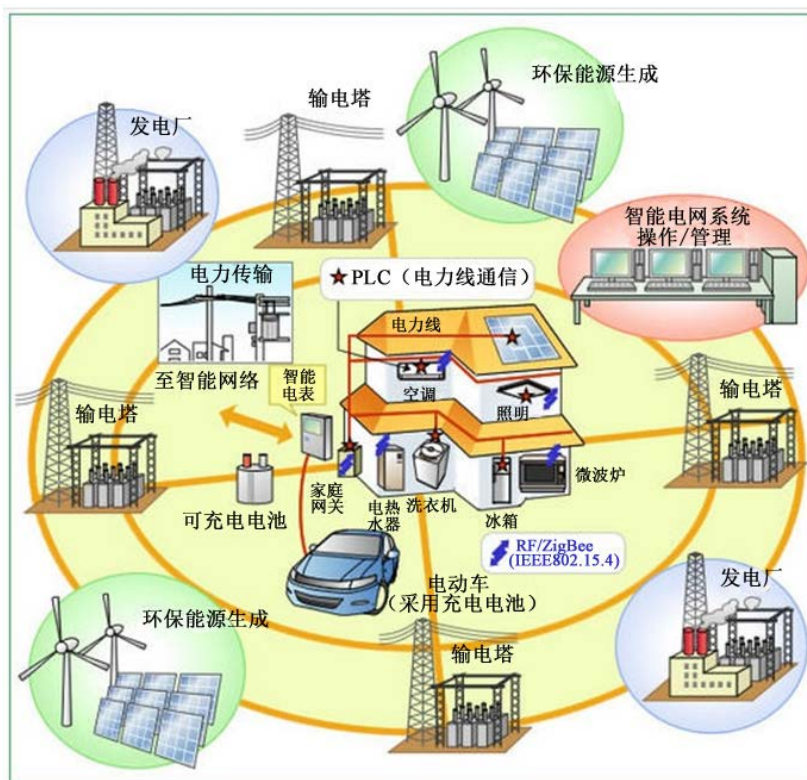 环保能源生成
输电塔
发电厂
智能电网系统
操作/管理
电力传输
PLC（电力线通信）
电力线
至智能网络
智能
电表
空调
照明
输电塔
输电塔
微波炉
家庭
网关
电热
水器
洗衣机
冰箱
可充电电池
RF/ZigBee
(IEEE802.15.4)
电动车
（采用充电电池）
发电厂
环保能源生成
输电塔